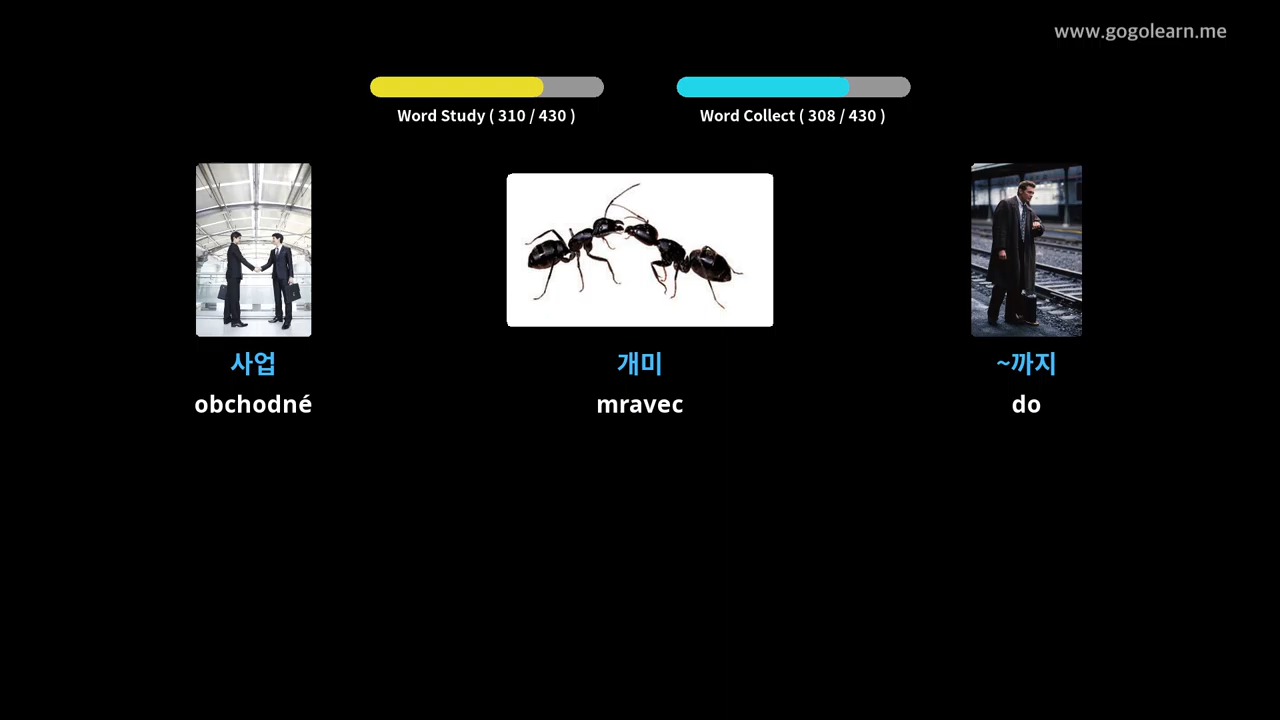 www.gogolearn.me
Word Study ( 310 / 430 )
Word Collect ( 308 / 430 )
사업
개미
~까지
obchodné
mravec
do